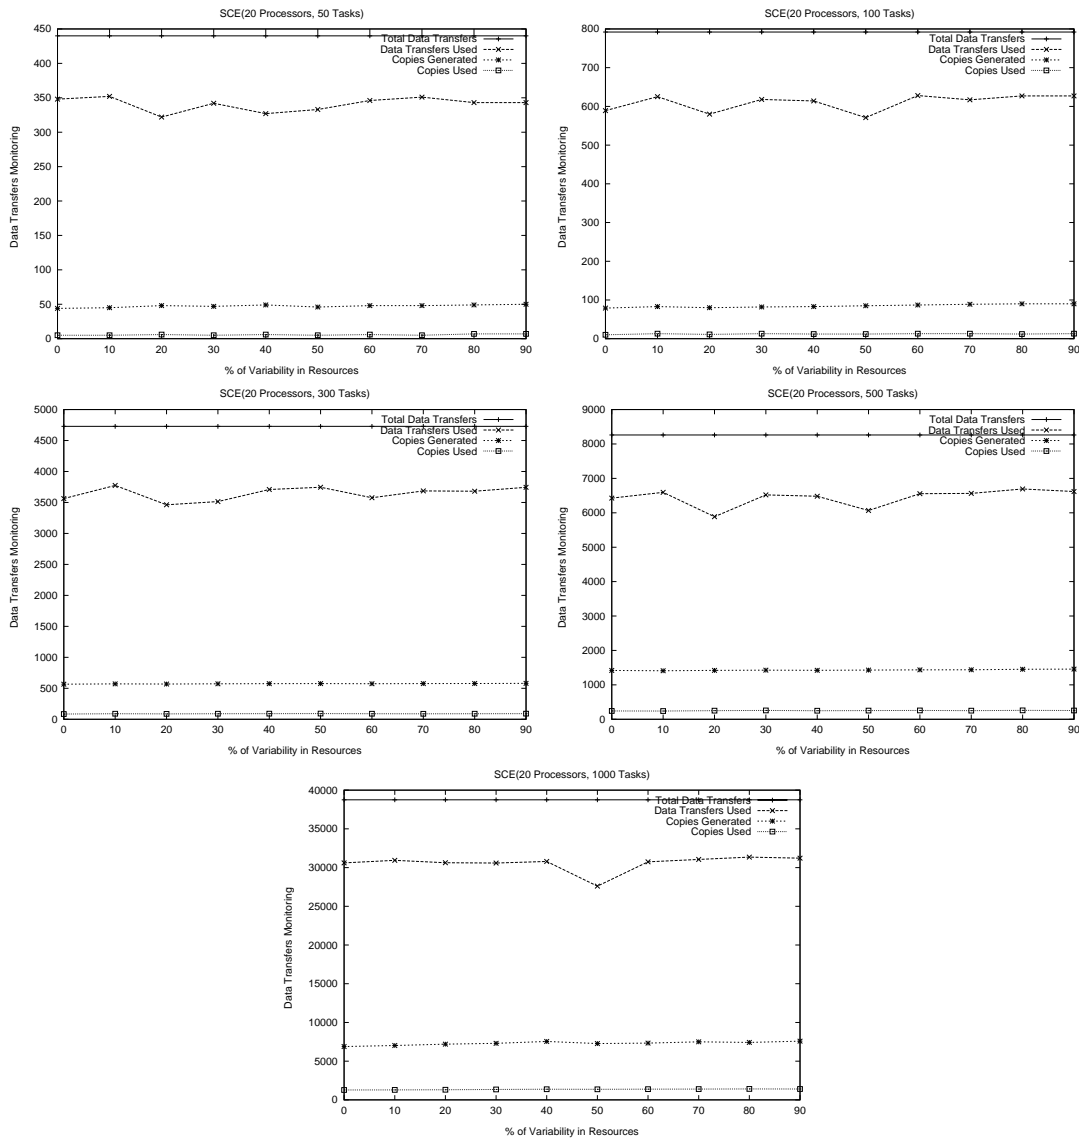 SCE(20 Processors, 50 Tasks)
450
400
350
300
250
200
150
100
50
0
Data Transfers Monitoring
Total Data Transfers
Data Transfers Used
Copies Generated
Copies Used
0 10 20 30 40 50 60 70 80 90
% of Variability in Resources
SCE(20 Processors, 100 Tasks)
800
700
600
500
400
300
200
100
0
Data Transfers Monitoring
Total Data Transfers
Data Transfers Used
Copies Generated
Copies Used
0 10 20 30 40 50 60 70 80 90
% of Variability in Resources
SCE(20 Processors, 300 Tasks)
5000
4500
4000
3500
3000
2500
2000
1500
1000
500
0
Data Transfers Monitoring
Total Data Transfers
Data Transfers Used
Copies Generated
Copies Used
0 10 20 30 40 50 60 70 80 90
% of Variability in Resources
SCE(20 Processors, 500 Tasks)
9000
8000
7000
6000
5000
4000
3000
2000
1000
0
Data Transfers Monitoring
Total Data Transfers
Data Transfers Used
Copies Generated
Copies Used
0 10 20 30 40 50 60 70 80 90
% of Variability in Resources
SCE(20 Processors, 1000 Tasks)
40000
35000
30000
25000
20000
15000
10000
5000
0
Data Transfers Monitoring
Total Data Transfers
Data Transfers Used
Copies Generated
Copies Used
0 10 20 30 40 50 60 70 80 90
% of Variability in Resources